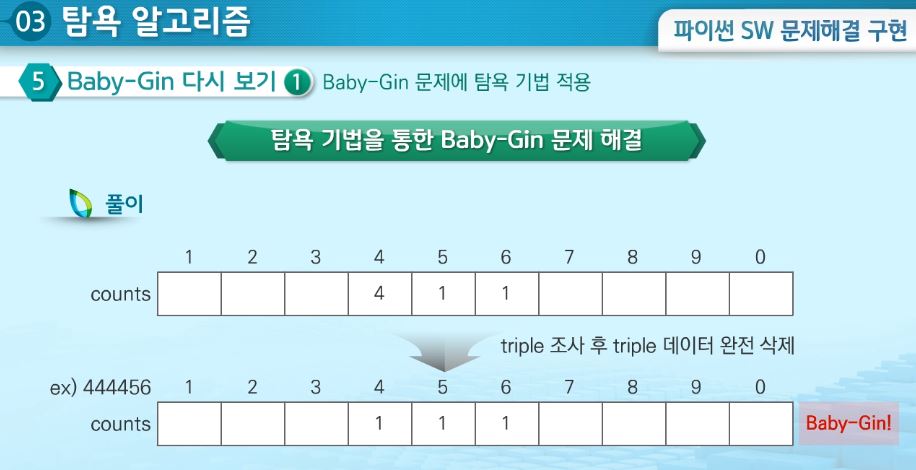 03 탐욕 알고리즘
파이썬 SW 문제해결 구현
5 Baby-Gin 다시 보기 1 Baby-Gin 문제에 탐욕 기법 적용
탐욕 기법을 통한 Baby-Gin 문제 해결
풀이
1 2 3 4 5 6 7 8 9 0
counts 4 1 1
triple 조사 후 triple 데이터 완전 삭제
ex) 444456 1 2 3 4 5 6 7 8 9 0
counts 1 1 1 Baby-Gin!